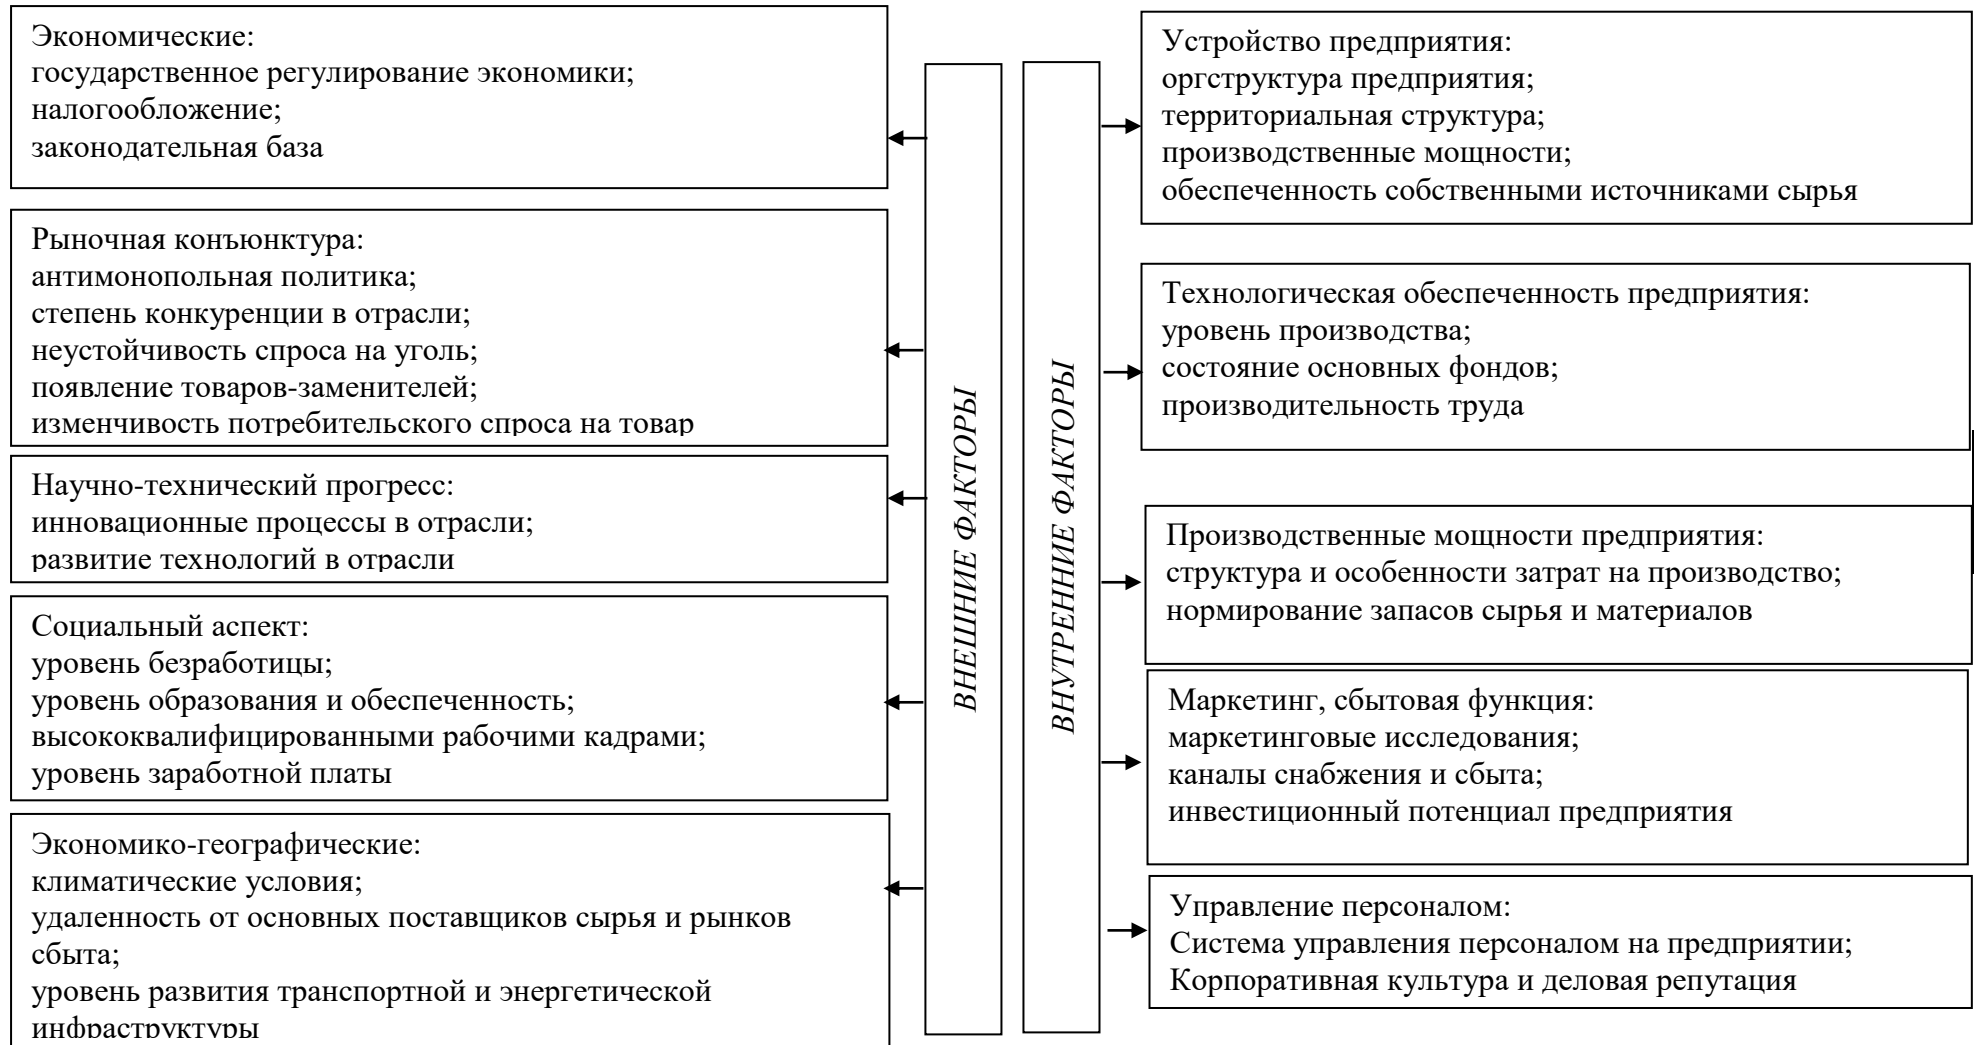 Экономические:
государственное регулирование экономики;
налогообложение;
законодательная база
Рыночная конъюнктура:
антимонопольная политика;
степень конкуренции в отрасли;
неустойчивость спроса на уголь;
появление товаров-заменителей;
изменчивость потребительского спроса на товар
Научно-технический прогресс:
инновационные процессы в отрасли;
развитие технологий в отрасли
Социальный аспект:
уровень безработицы;
уровень образования и обеспеченность;
высококвалифицированными рабочими кадрами;
уровень заработной платы
Экономико-географические:
климатические условия;
удаленность от основных поставщиков сырья и рынков
сбыта;
уровень развития транспортной и энергетической
инфраструктуры
ВНЕШНИЕ ФАКТОРЫ
ВНУТРЕННИЕ ФАКТОРЫ
Устройство предприятия:
оргструктура предприятия;
территориальная структура;
производственные мощности;
обеспеченность собственными источниками сырья
Технологическая обеспеченность предприятия:
уровень производства;
состояние основных фондов;
производительность труда
Производственные мощности предприятия:
структура и особенности затрат на производство;
нормирование запасов сырья и материалов
Маркетинг, сбытовая функция:
маркетинговые исследования;
каналы снабжения и сбыта;
инвестиционный потенциал предприятия
Управление персоналом:
Система управления персоналом на предприятии;
Корпоративная культура и деловая репутация